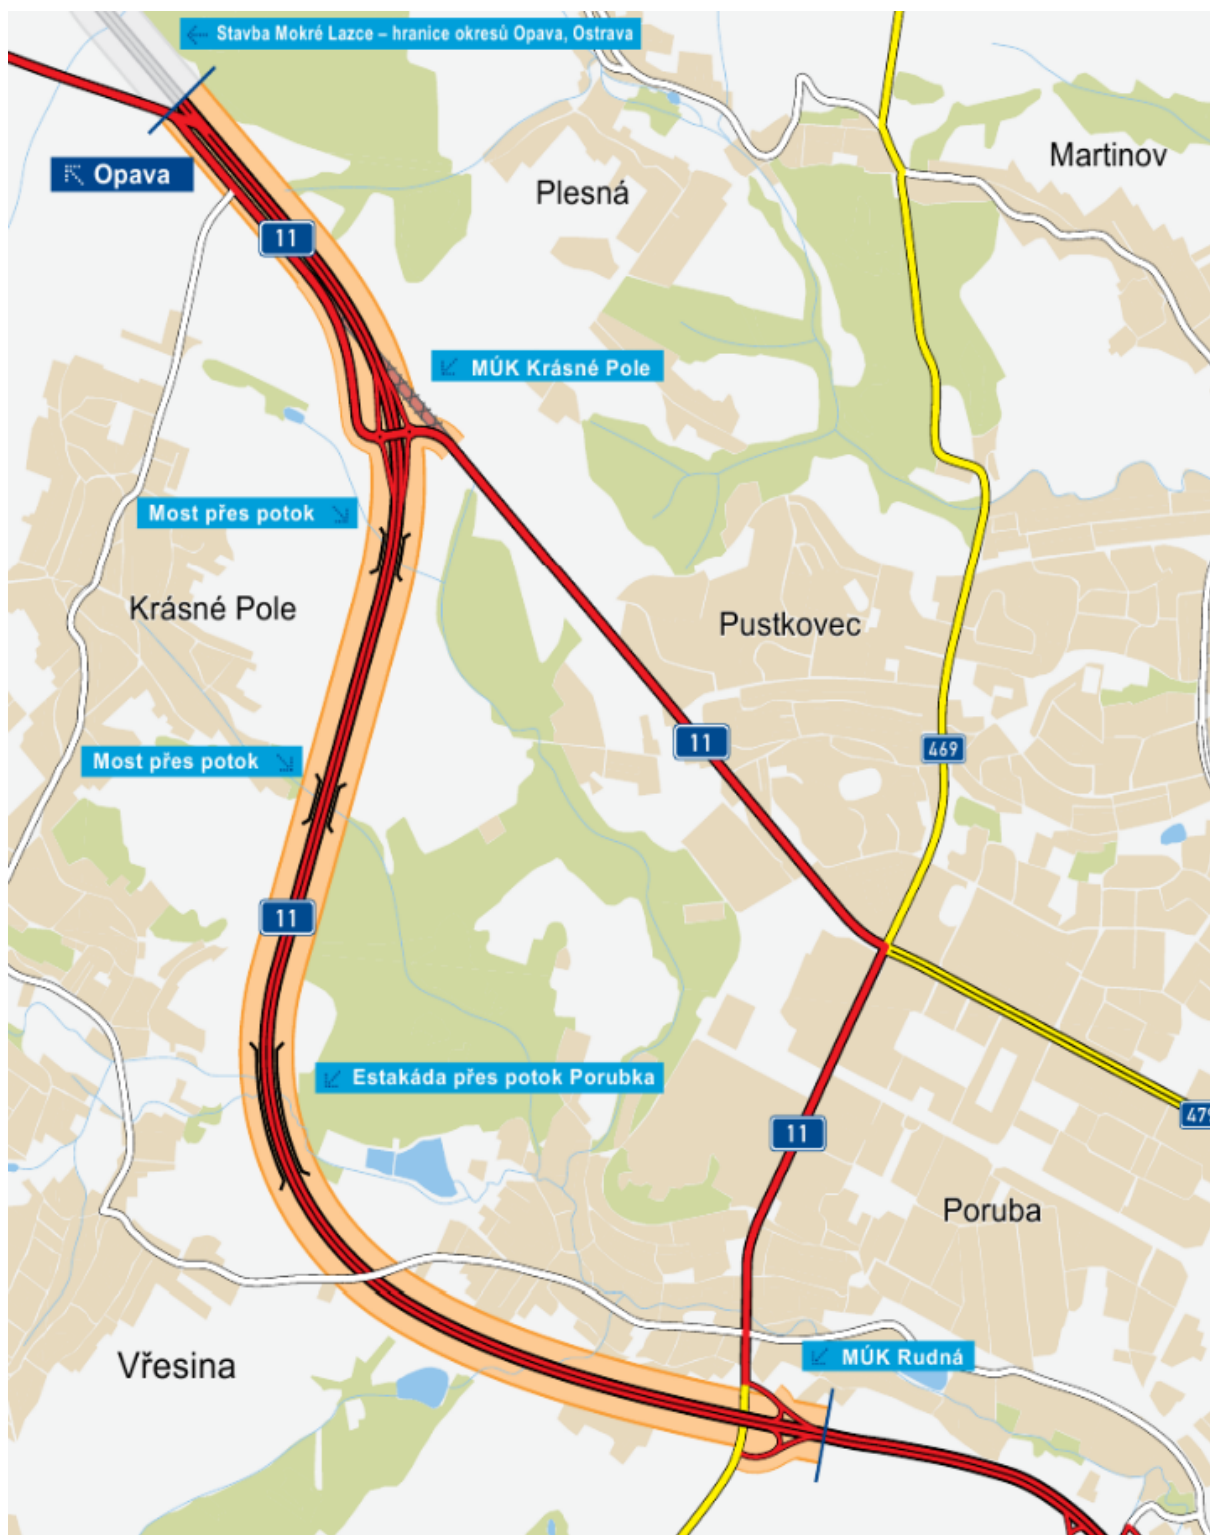 Stavba Mokré Lazce – hranice okresů Opava, Ostrava
Martinov
Opava
Plesná
11
MÚK Krásné Pole
Most přes potok
Krásné Pole
Pustkovec
11
469
Most přes potok
11
Estakáda přes potok Porubka
479
11
Poruba
MÚK Rudná
Vřesina